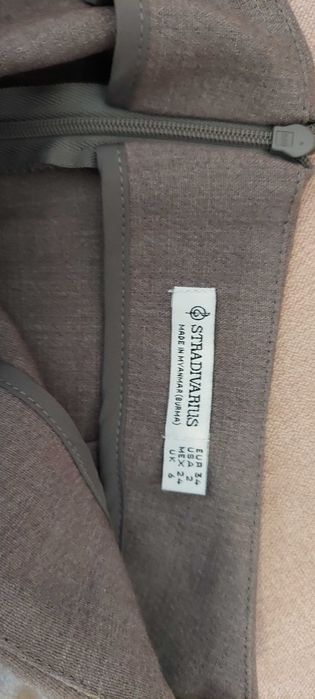 STRADIVARIUS
MADE IN MYANMAR (BURMA)
EUR 34
USA 2
MEX 24
UK 6